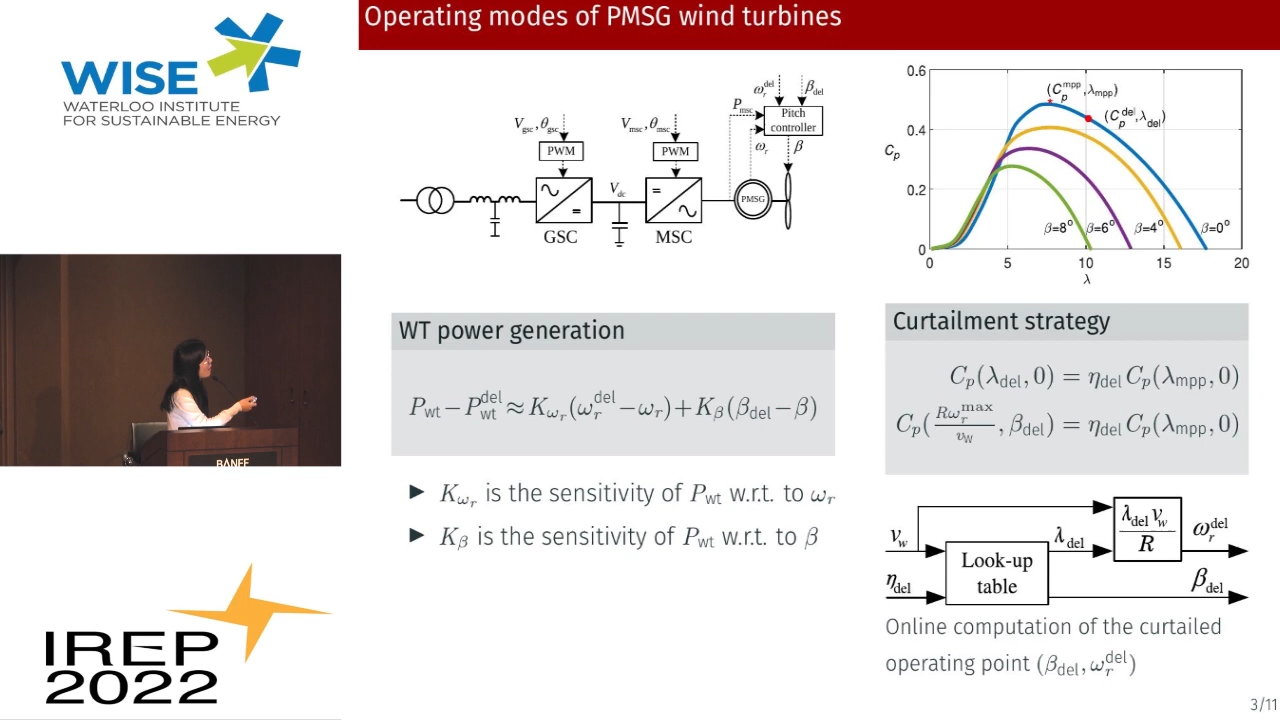 WISE
WATERLOO INSTITUTE
FOR SUSTAINABLE ENERGY
BANFF
IREP
2022
Operating modes of PMSG wind turbines
V_gsc, θ_gsc
PWM
GSC
V_dc
V_msc, θ_msc
PWM
MSC
P_msc
ω_r^del
β_del
Pitch
controller
ω_r
β
PMSG
0.6
0.4
0.2
0
C_p
(C_p^mpp, λ_mpp)
(C_p^del, λ_del)
β=8° β=6° β=4° β=0°
0 5 10 15 20
λ
WT power generation
P_wt − P_wt^del ≈ K_ω_r(ω_r^del − ω_r) + K_β(β_del − β)
▶ K_ω_r is the sensitivity of P_wt w.r.t. to ω_r
▶ K_β is the sensitivity of P_wt w.r.t. to β
Curtailment strategy
C_p(λ_del, 0) = η_del C_p(λ_mpp, 0)
C_p(Rω_r^max / v_w, β_del) = η_del C_p(λ_mpp, 0)
v_w
η_del
Look-up
table
λ_del
λ_del v_w
R
ω_r^del
β_del
Online computation of the curtailed
operating point (β_del, ω_r^del)
3/11